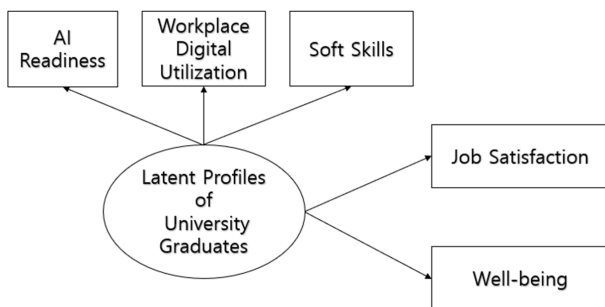 AI
Readiness
Workplace
Digital
Utilization
Soft Skills
Latent Profiles
of
University
Graduates
Job Satisfaction
Well-being